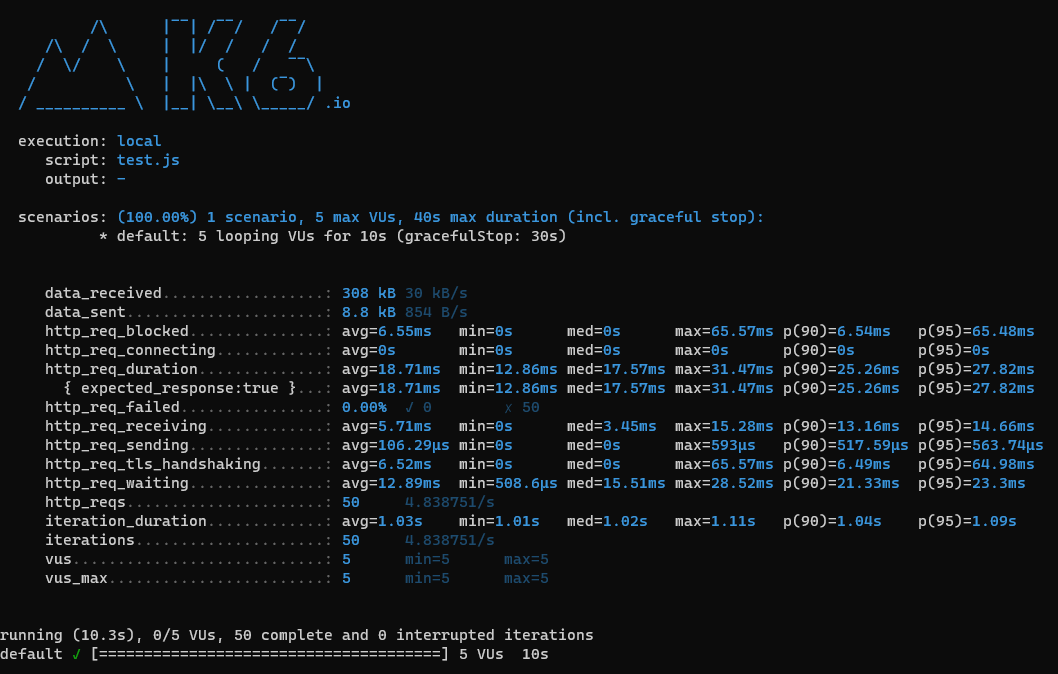 /\      |‾‾| /‾‾/   /‾‾/
     /\  /  \     |  |/  /   /  /
    /  \/    \    |     (   /   ‾‾\
   /          \   |  |\  \ |  (‾)  |
  / __________ \  |__| \__\ \_____/ .io

  execution: local
     script: test.js
     output: -

  scenarios: (100.00%) 1 scenario, 5 max VUs, 40s max duration (incl. graceful stop):
           * default: 5 looping VUs for 10s (gracefulStop: 30s)

     data_received..................: 308 kB 30 kB/s
     data_sent......................: 8.8 kB 854 B/s
     http_req_blocked...............: avg=6.55ms   min=0s      med=0s      max=65.57ms p(90)=6.54ms   p(95)=65.48ms
     http_req_connecting............: avg=0s       min=0s      med=0s      max=0s      p(90)=0s       p(95)=0s
     http_req_duration..............: avg=18.71ms  min=12.86ms med=17.57ms max=31.47ms p(90)=25.26ms  p(95)=27.82ms
       { expected_response:true }...: avg=18.71ms  min=12.86ms med=17.57ms max=31.47ms p(90)=25.26ms  p(95)=27.82ms
     http_req_failed................: 0.00%  ✓ 0        ✗ 50
     http_req_receiving.............: avg=5.71ms   min=0s      med=3.45ms  max=15.28ms p(90)=13.16ms  p(95)=14.66ms
     http_req_sending...............: avg=106.29µs min=0s      med=0s      max=593µs   p(90)=517.59µs p(95)=563.74µs
     http_req_tls_handshaking.......: avg=6.52ms   min=0s      med=0s      max=65.57ms p(90)=6.49ms   p(95)=64.98ms
     http_req_waiting...............: avg=12.89ms  min=508.6µs med=15.51ms max=28.52ms p(90)=21.33ms  p(95)=23.3ms
     http_reqs......................: 50     4.838751/s
     iteration_duration.............: avg=1.03s    min=1.01s   med=1.02s   max=1.11s   p(90)=1.04s    p(95)=1.09s
     iterations.....................: 50     4.838751/s
     vus............................: 5      min=5      max=5
     vus_max........................: 5      min=5      max=5

running (10.3s), 0/5 VUs, 50 complete and 0 interrupted iterations
default ✓ [======================================] 5 VUs  10s